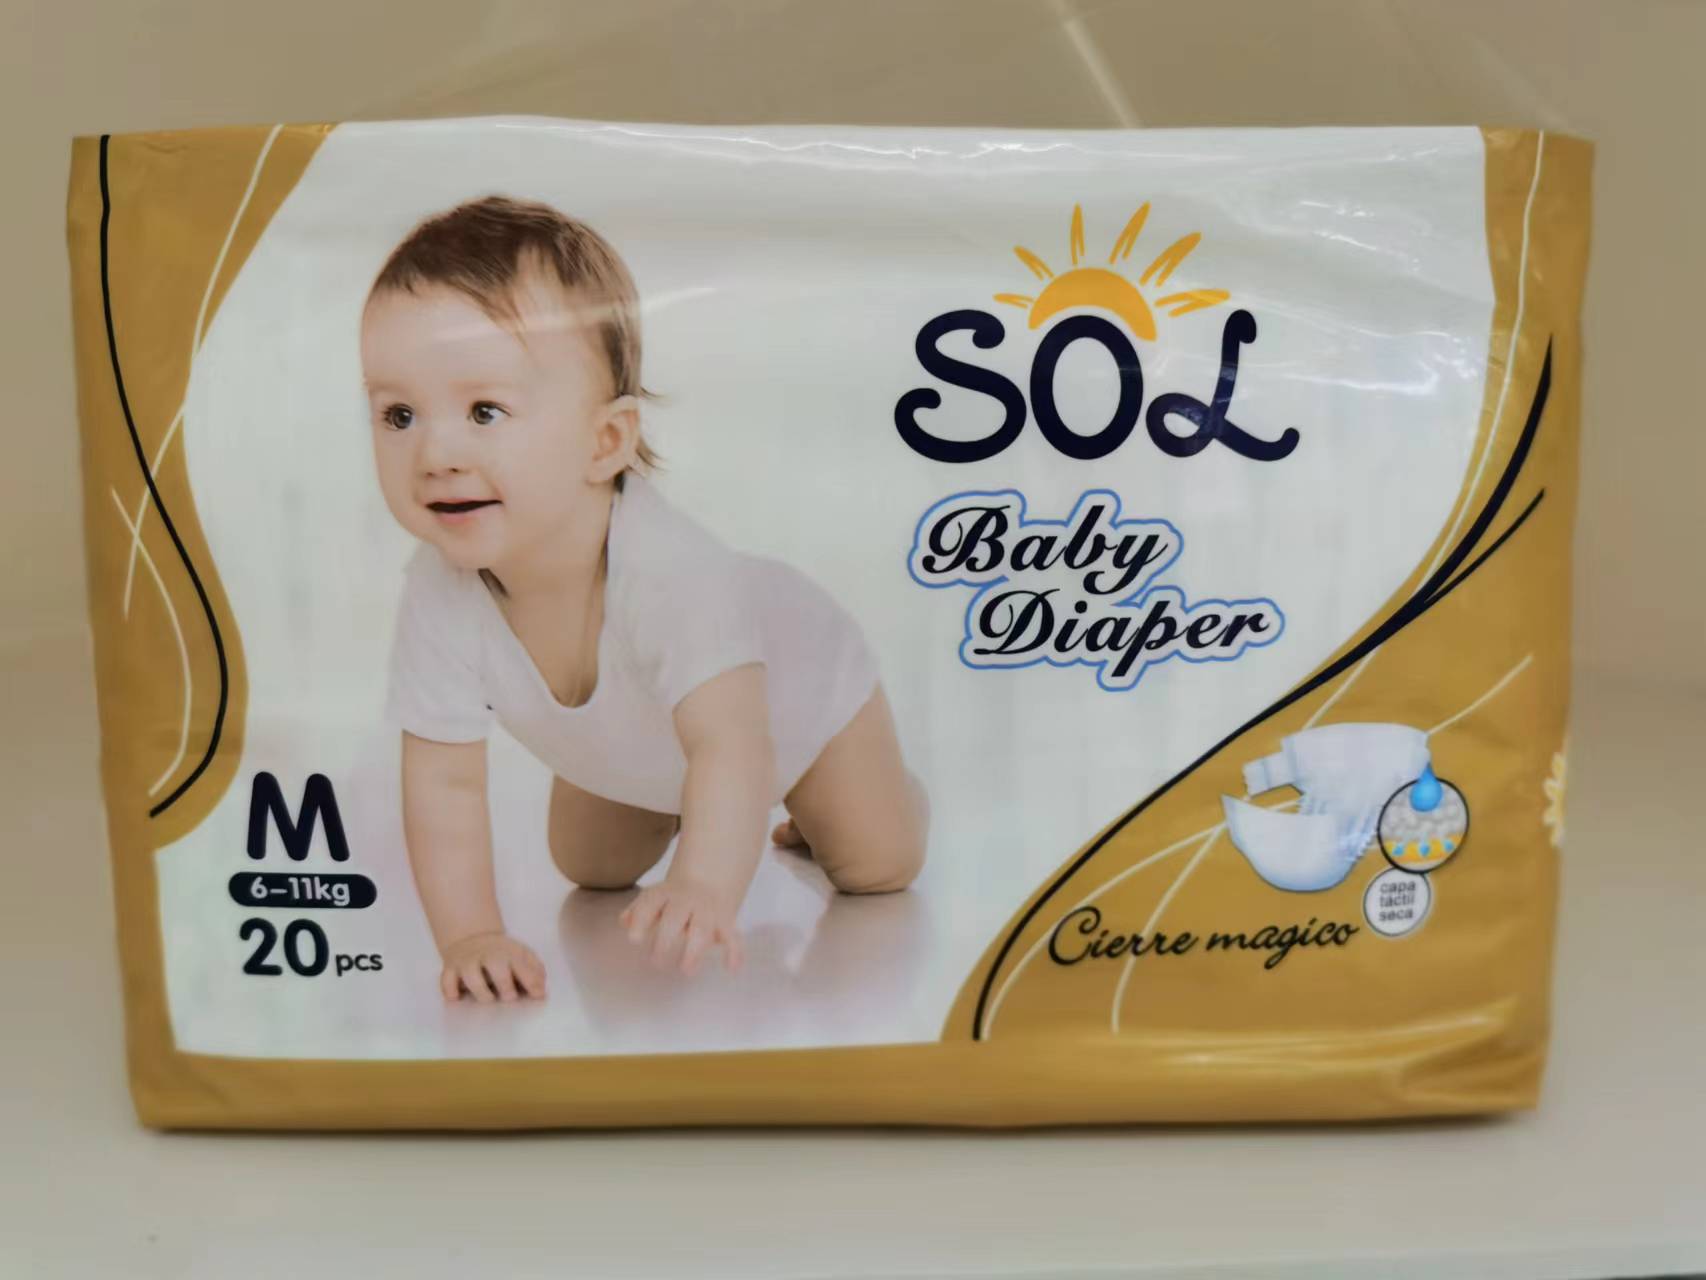 SOL
Baby
Diaper
M
6-11kg
20 pcs
capa
táctil
seca
Cierre magico